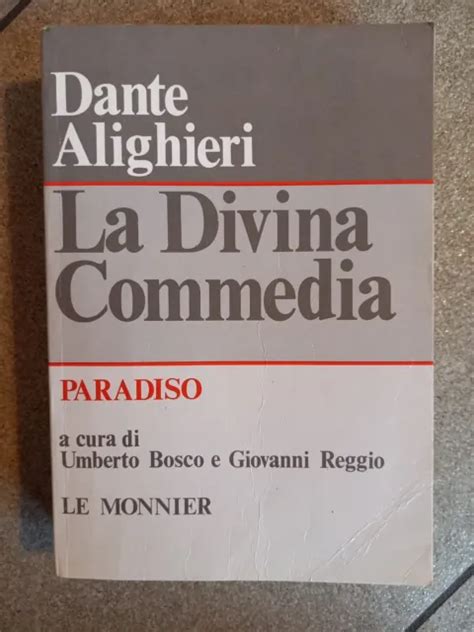 Dante
Alighieri
La Divina
Commedia
PARADISO
a cura di
Umberto Bosco e Giovanni Reggio
LE MONNIER